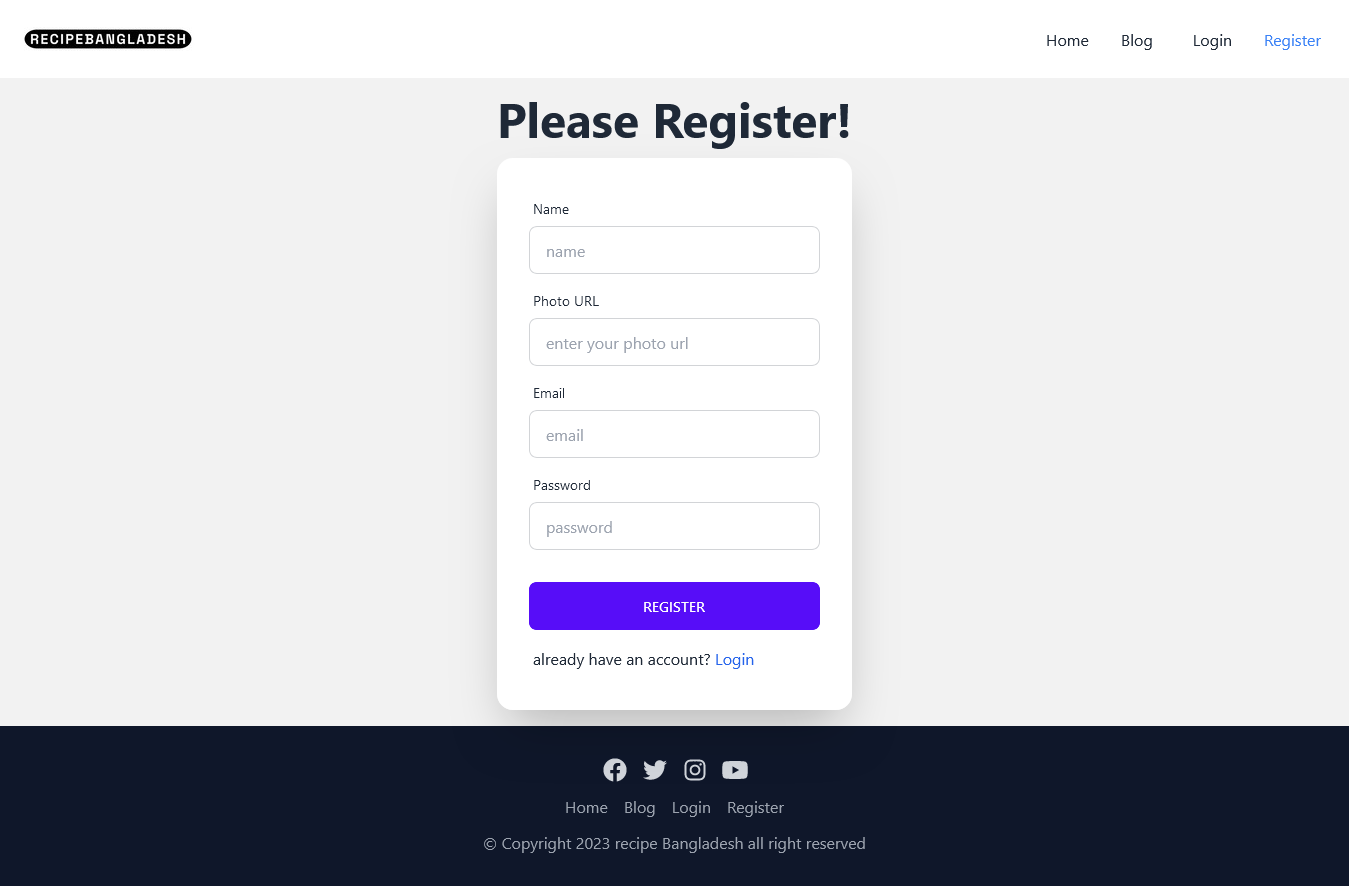 RECIPEBANGLADESH
Home Blog Login Register
Please Register!
Name
name
Photo URL
enter your photo url
Email
email
Password
password
REGISTER
already have an account? Login
Home Blog Login Register
© Copyright 2023 recipe Bangladesh all right reserved